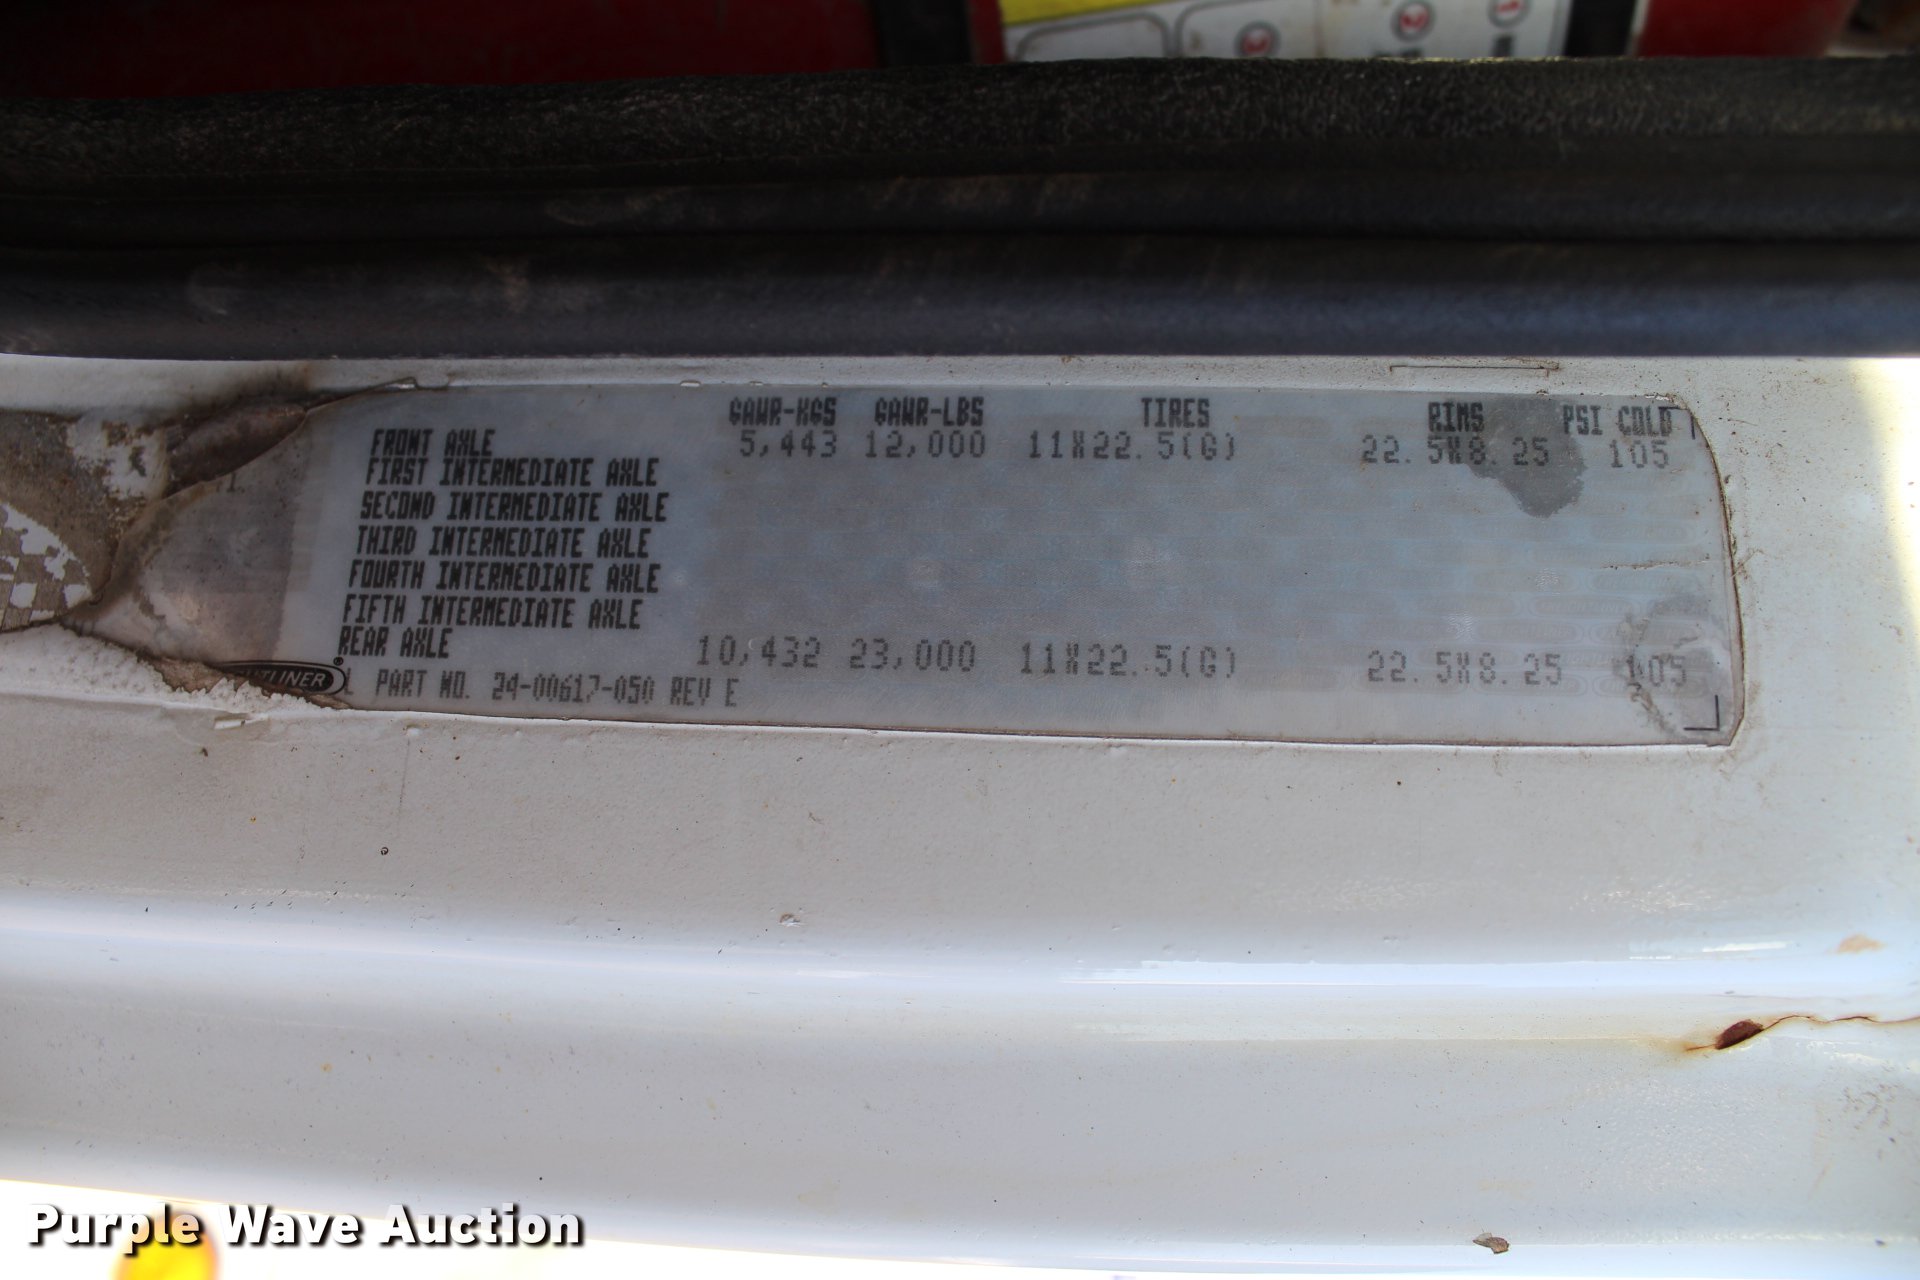 GAWR-KGS GAWR-LBS TIRES RIMS PSI COLD
FRONT AXLE 5,443 12,000 11X22.5(G) 22.5X8.25 105
FIRST INTERMEDIATE AXLE
SECOND INTERMEDIATE AXLE
THIRD INTERMEDIATE AXLE
FOURTH INTERMEDIATE AXLE
FIFTH INTERMEDIATE AXLE
REAR AXLE 10,432 23,000 11X22.5(G) 22.5X8.25 105
L PART NO. 24-00617-050 REV E
Purple Wave Auction